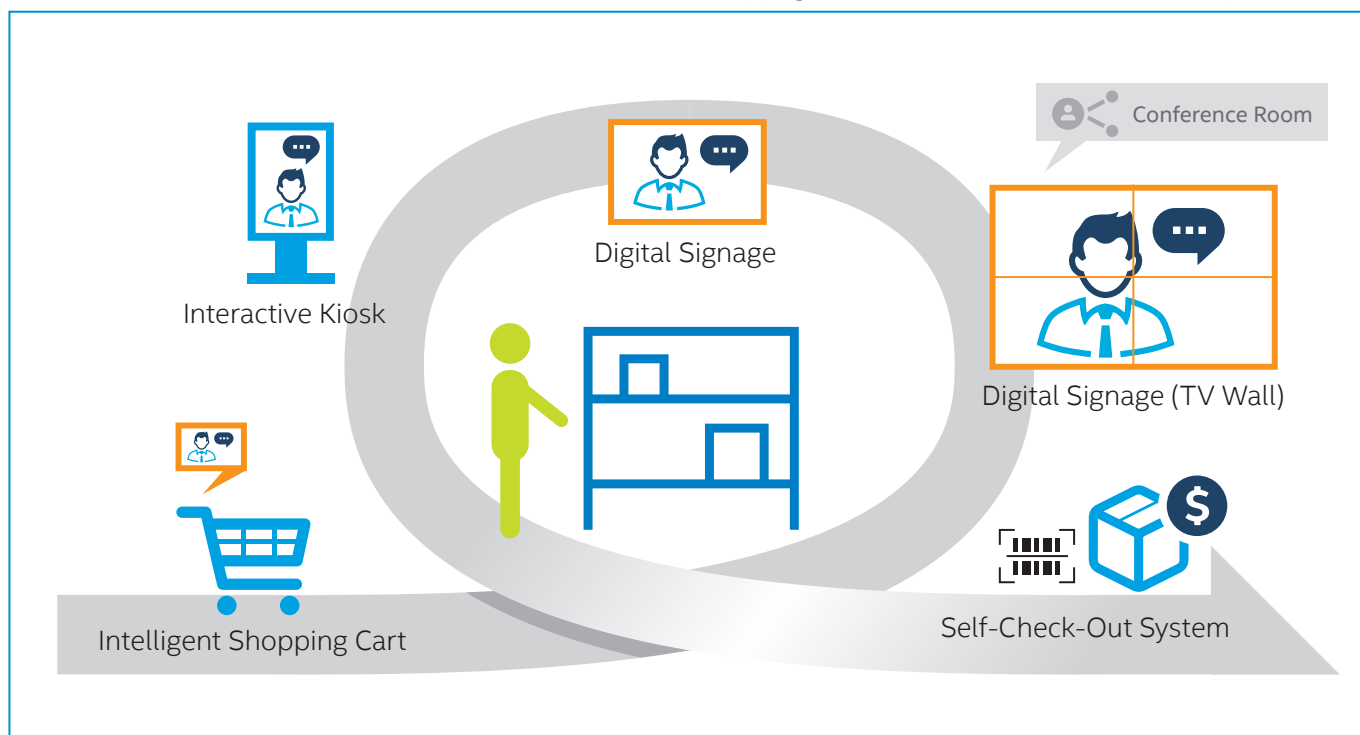 Conference Room
Digital Signage
Interactive Kiosk
Digital Signage (TV Wall)
Intelligent Shopping Cart
$
Self-Check-Out System